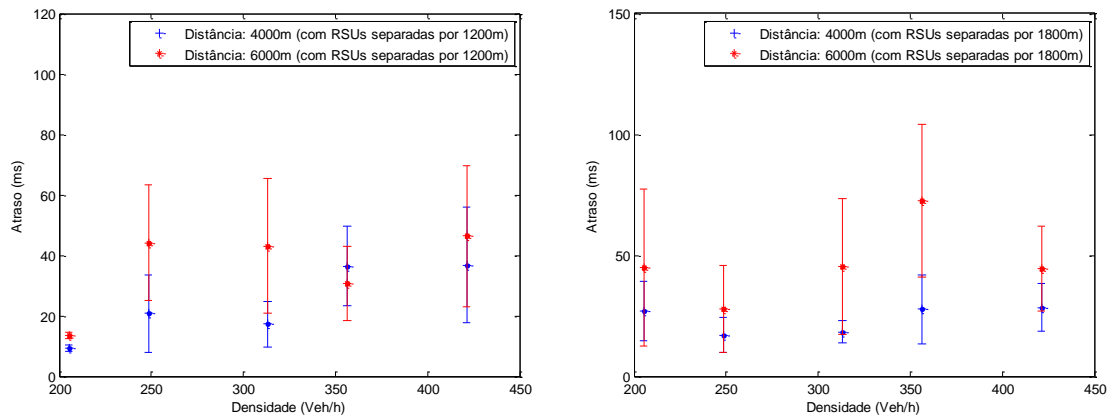 120
100
80
60
40
20
0
Atraso (ms)
Distância: 4000m (com RSUs separadas por 1200m)
Distância: 6000m (com RSUs separadas por 1200m)
200 250 300 350 400 450
Densidade (Veh/h)
150
100
50
0
Atraso (ms)
Distância: 4000m (com RSUs separadas por 1800m)
Distância: 6000m (com RSUs separadas por 1800m)
200 250 300 350 400 450
Densidade (Veh/h)